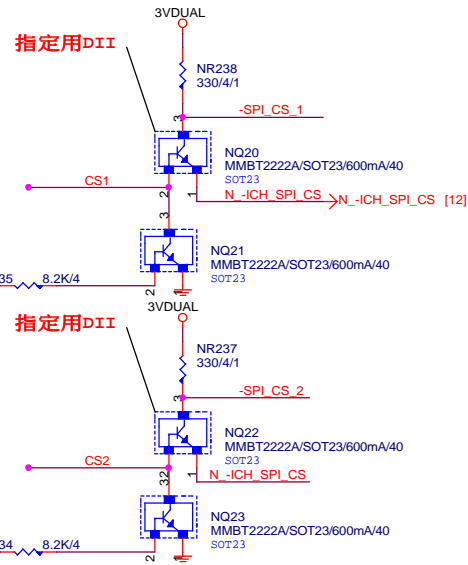 3VDUAL
指定用DII
NR238
330/4/1
3
-SPI_CS_1
NQ20
MMBT2222A/SOT23/600mA/40
SOT23
CS1
2
1
N_-ICH_SPI_CS
N_-ICH_SPI_CS [12]
3
NQ21
MMBT2222A/SOT23/600mA/40
SOT23
35
8.2K/4
2
1
3VDUAL
指定用DII
NR237
330/4/1
3
-SPI_CS_2
NQ22
MMBT2222A/SOT23/600mA/40
SOT23
CS2
2
1
N_-ICH_SPI_CS
3
NQ23
MMBT2222A/SOT23/600mA/40
SOT23
34
8.2K/4
2
1